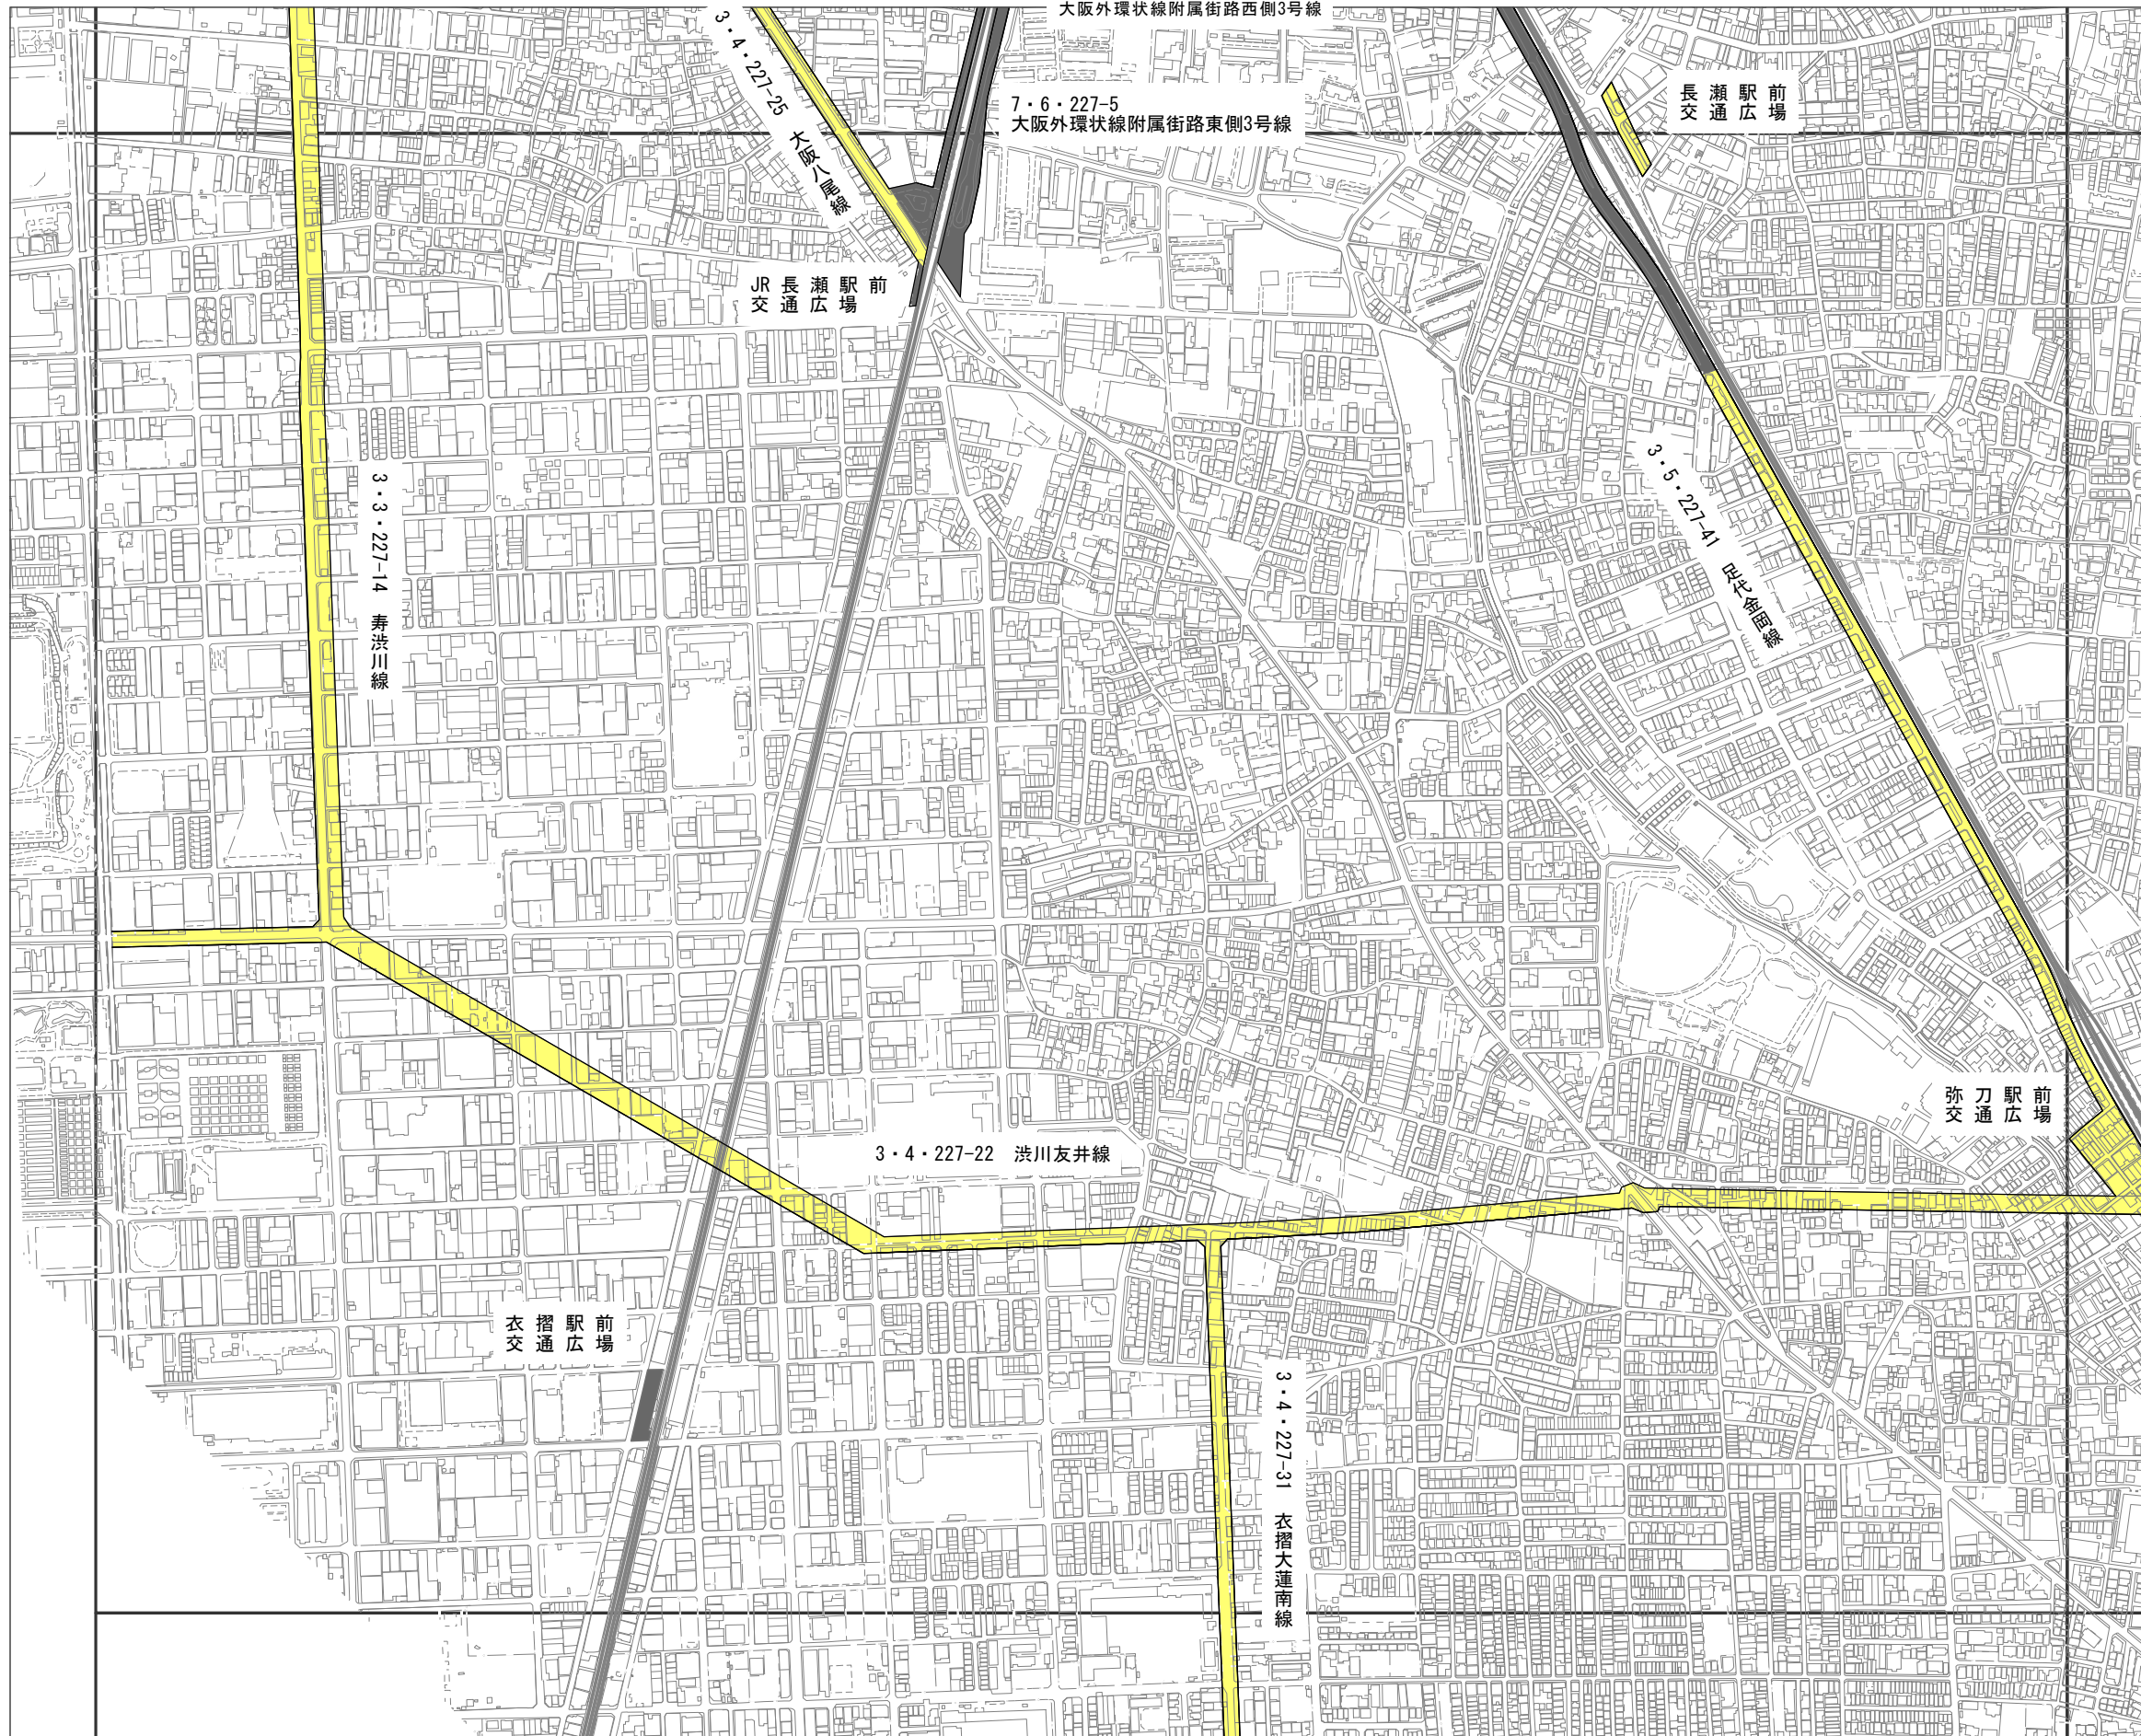 大阪外環状線附属街路西側3号線
3・4・227-25 大阪八尾線
7・6・227-5
大阪外環状線附属街路東側3号線
長瀬駅前
交通広場
JR長瀬駅前
交通広場
3・3・227-14 寿渋川線
3・5・227-41 足代金岡線
弥刀駅前
交通広場
3・4・227-22 渋川友井線
衣摺駅前
交通広場
3・4・227-31 衣摺大蓮南線